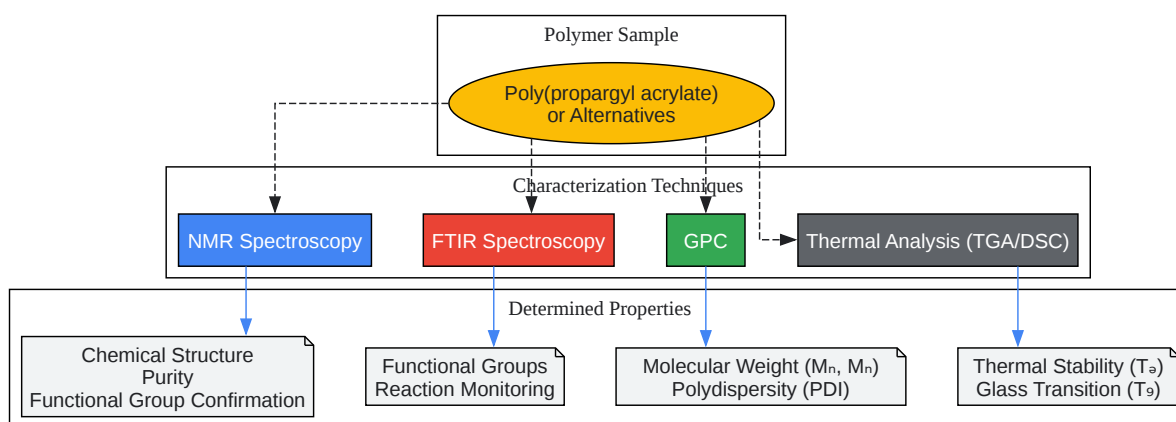 Polymer Sample
Poly(propargyl acrylate)
or Alternatives
Characterization Techniques
NMR Spectroscopy
FTIR Spectroscopy
GPC
Thermal Analysis (TGA/DSC)
Determined Properties
Chemical Structure
Purity
Functional Group Confirmation
Functional Groups
Reaction Monitoring
Molecular Weight (Mₙ, Mₙ)
Polydispersity (PDI)
Thermal Stability (Tₔ)
Glass Transition (T₉)